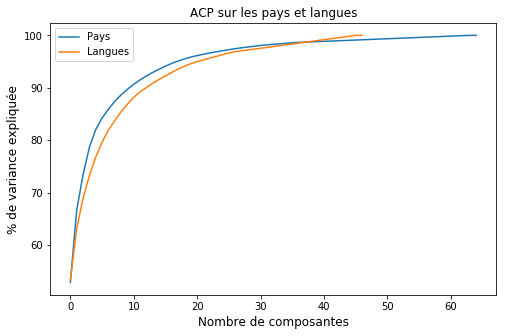 ACP sur les pays et langues
Pays
Langues
% de variance expliquée
100
90
80
70
60
0
10
20
30
40
50
60
Nombre de composantes